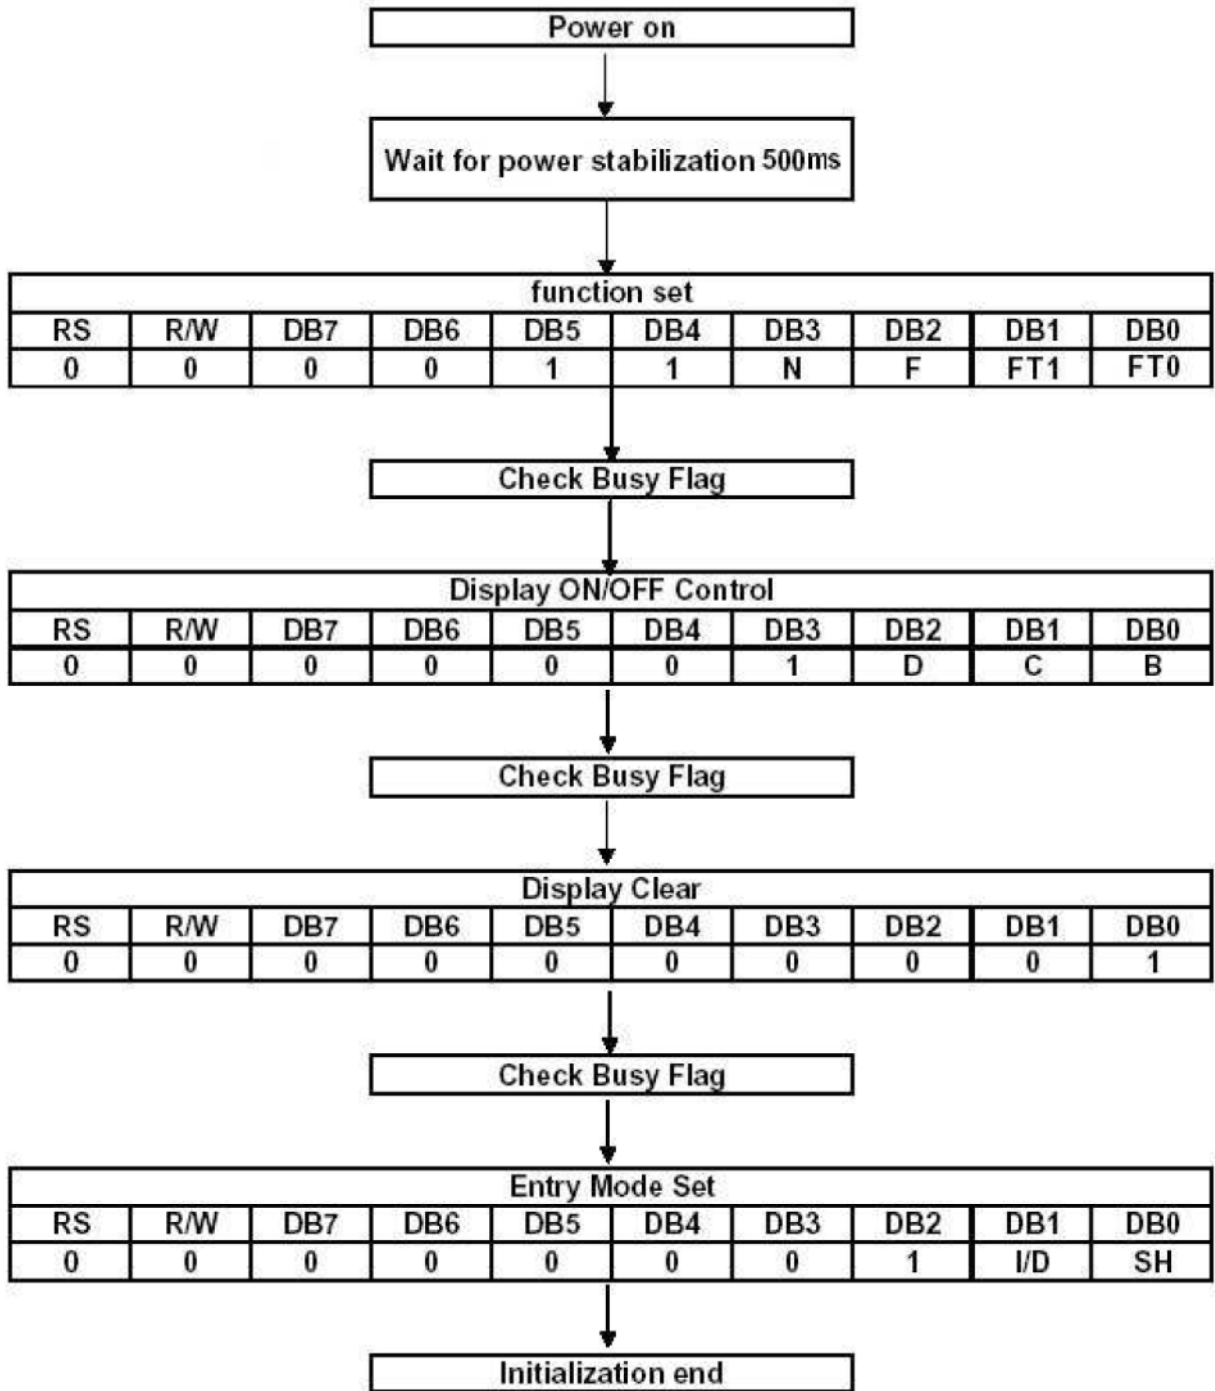 Power on
Wait for power stabilization 500ms
function set
RS R/W DB7 DB6 DB5 DB4 DB3 DB2 DB1 DB0
0 0 0 0 1 1 N F FT1 FT0
Check Busy Flag
Display ON/OFF Control
RS R/W DB7 DB6 DB5 DB4 DB3 DB2 DB1 DB0
0 0 0 0 0 0 1 D C B
Check Busy Flag
Display Clear
RS R/W DB7 DB6 DB5 DB4 DB3 DB2 DB1 DB0
0 0 0 0 0 0 0 0 0 1
Check Busy Flag
Entry Mode Set
RS R/W DB7 DB6 DB5 DB4 DB3 DB2 DB1 DB0
0 0 0 0 0 0 0 1 I/D SH
Initialization end